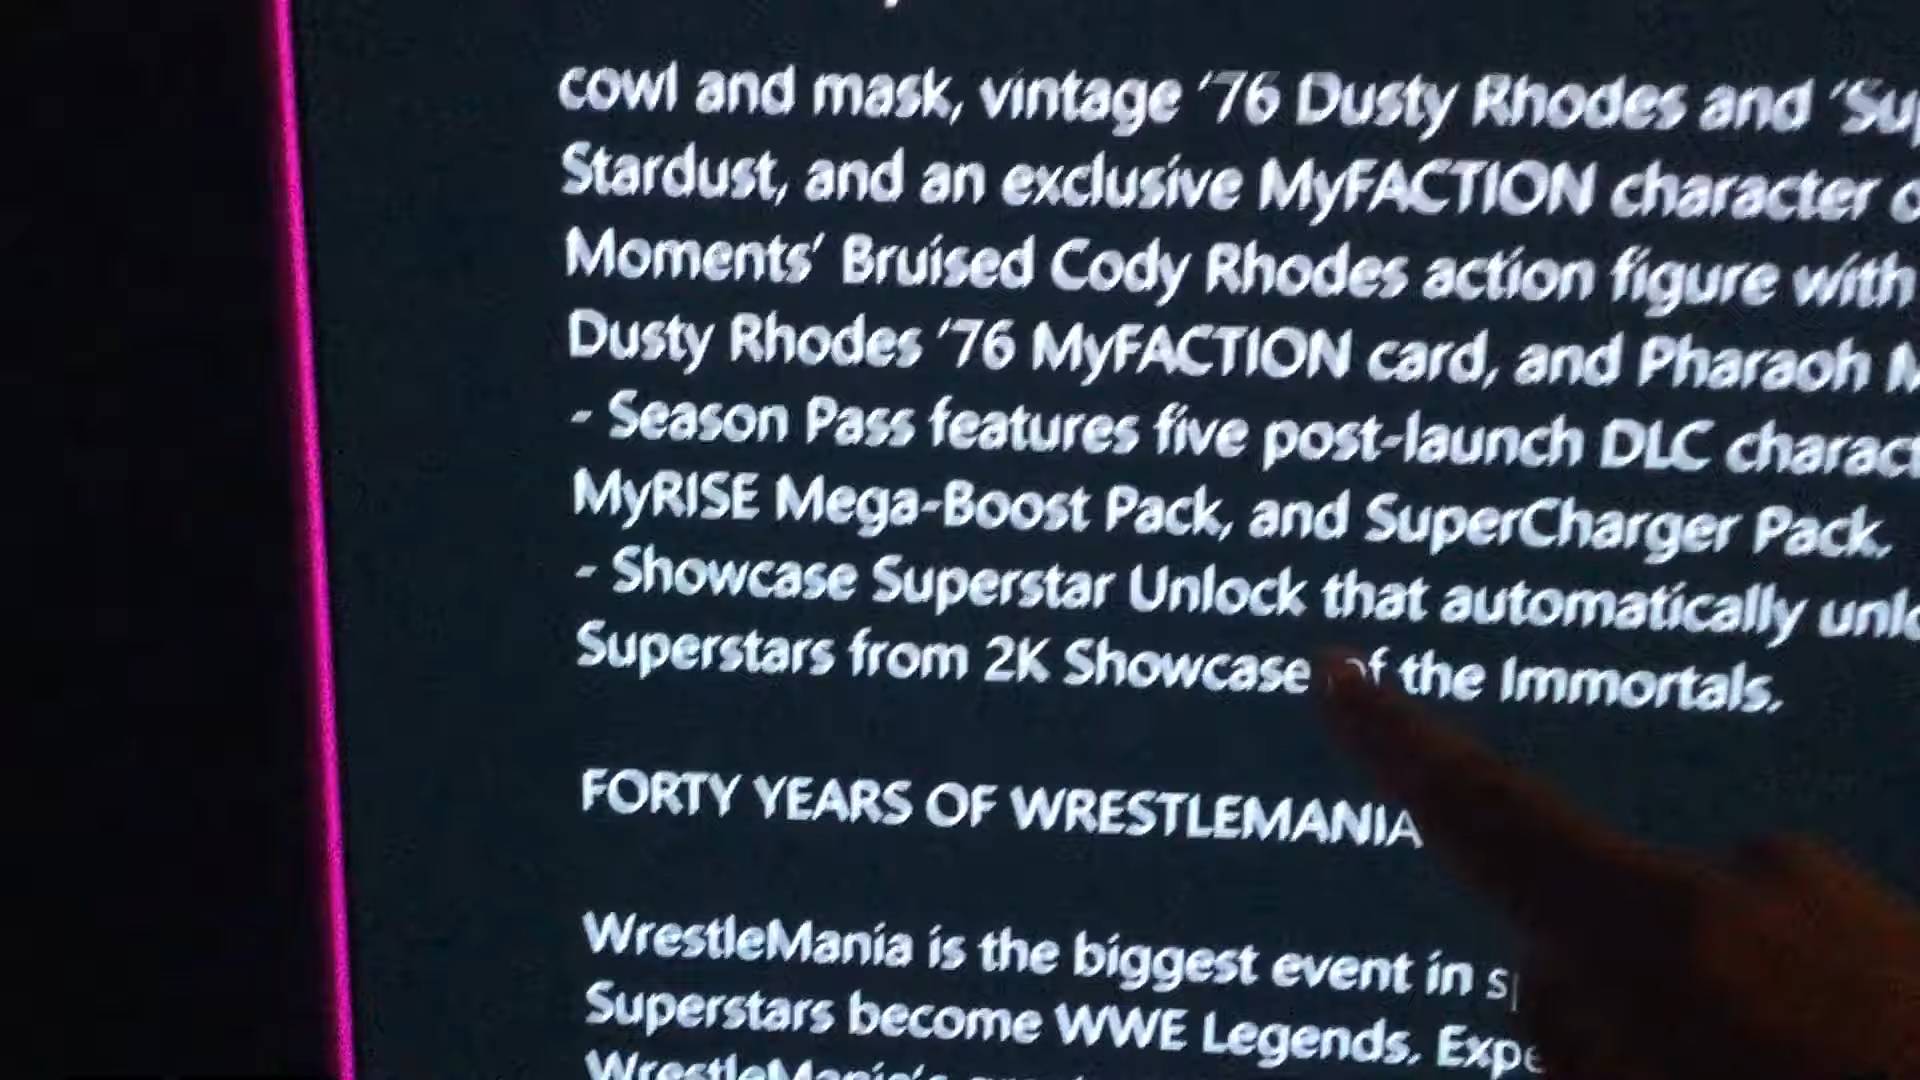 cowl and mask, vintage '76 Dusty Rhodes and
Stardust, and an exclusive MyFACTION character
Moments' Bruised Cody Rhodes action figure with
Dusty Rhodes '76 MyFACTION card, and Pharaoh
- Season Pass features five post-launch DLC
MyRISE Mega-Boost Pack, and SuperCharger Pack.
- Showcase Superstar Unlock that automatically
Superstars from 2K Showcase of the Immortals.
FORTY YEARS OF WRESTLEMANIA
WrestleMania is the biggest event in
Superstars become WWE Legends.